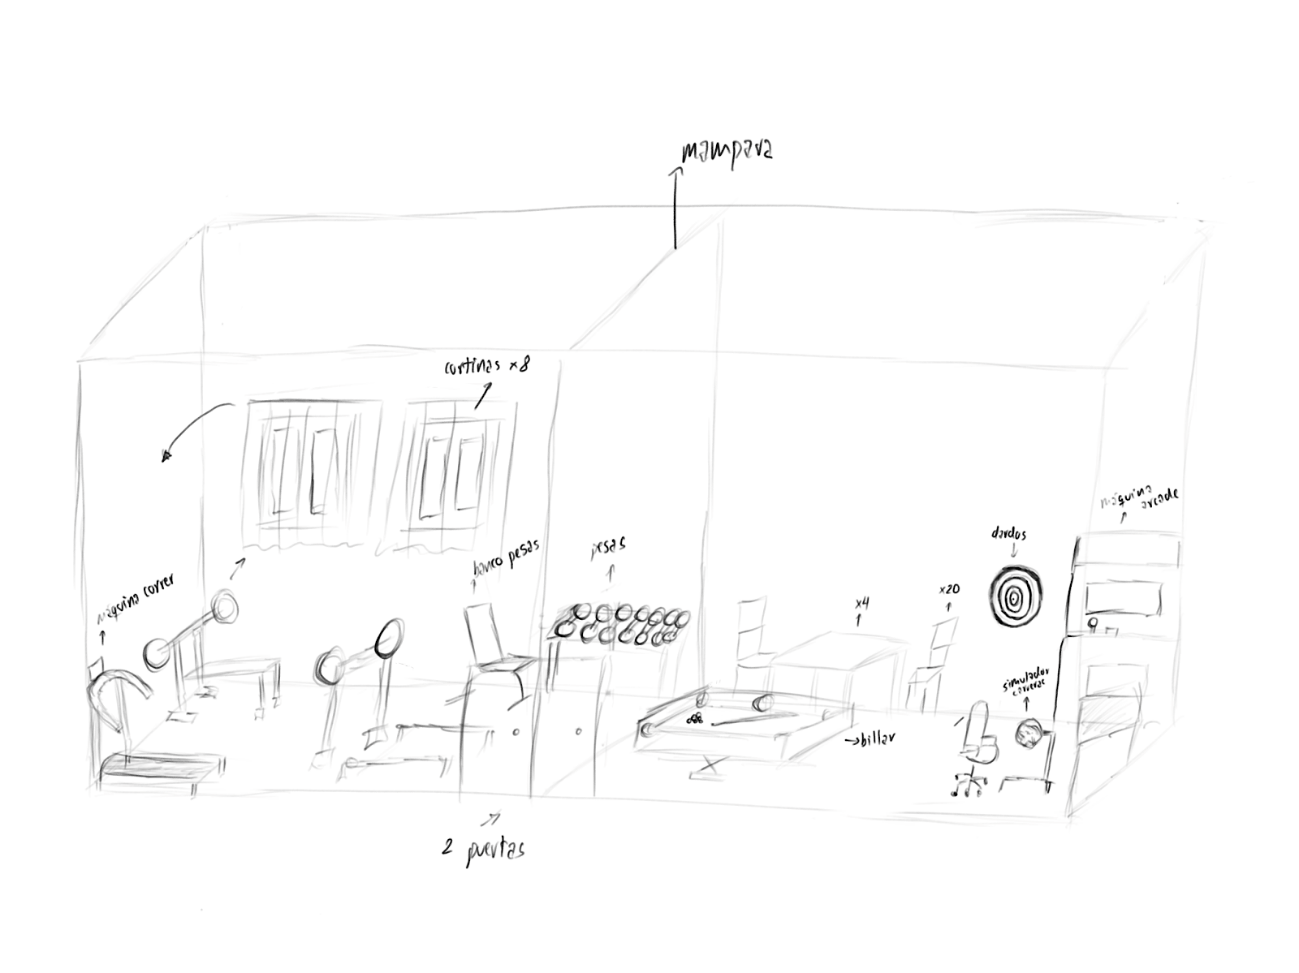 mampara
cortinas x8
máquina
arcade
dardos
banco pesas
pesas
máquina correr
x4
x20
simulador
carreras
billar
2 puertas